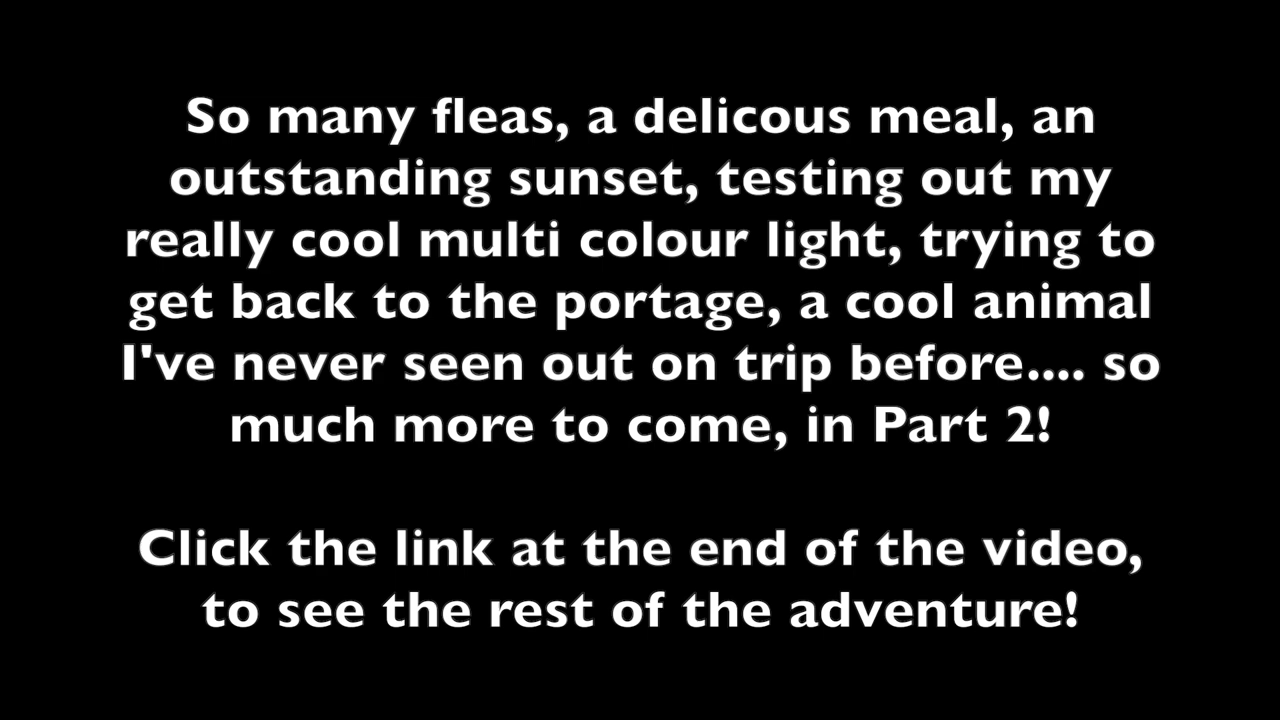 So many fleas, a delicous meal, an
outstanding sunset, testing out my
really cool multi colour light, trying to
get back to the portage, a cool animal
I've never seen out on trip before.... so
much more to come, in Part 2!
Click the link at the end of the video,
to see the rest of the adventure!